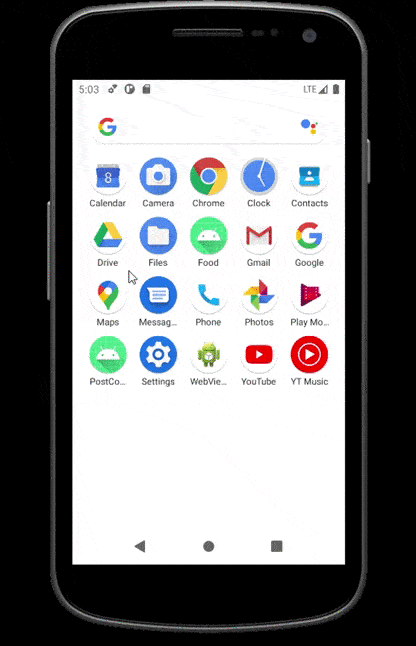 5:03 LTE
Calendar Camera Chrome Clock Contacts
Drive Files Food Gmail Google
Maps Messag... Phone Photos Play Mo...
PostCo... Settings WebVie... YouTube YT Music